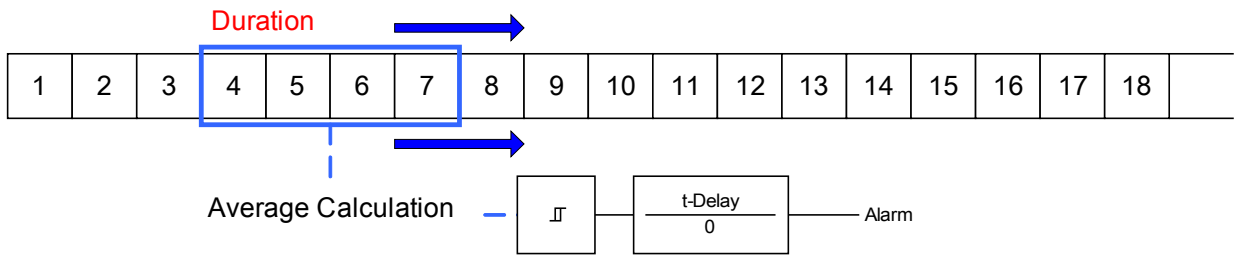 Duration
1 2 3 4 5 6 7 8 9 10 11 12 13 14 15 16 17 18
Average Calculation
t-Delay
0
Alarm